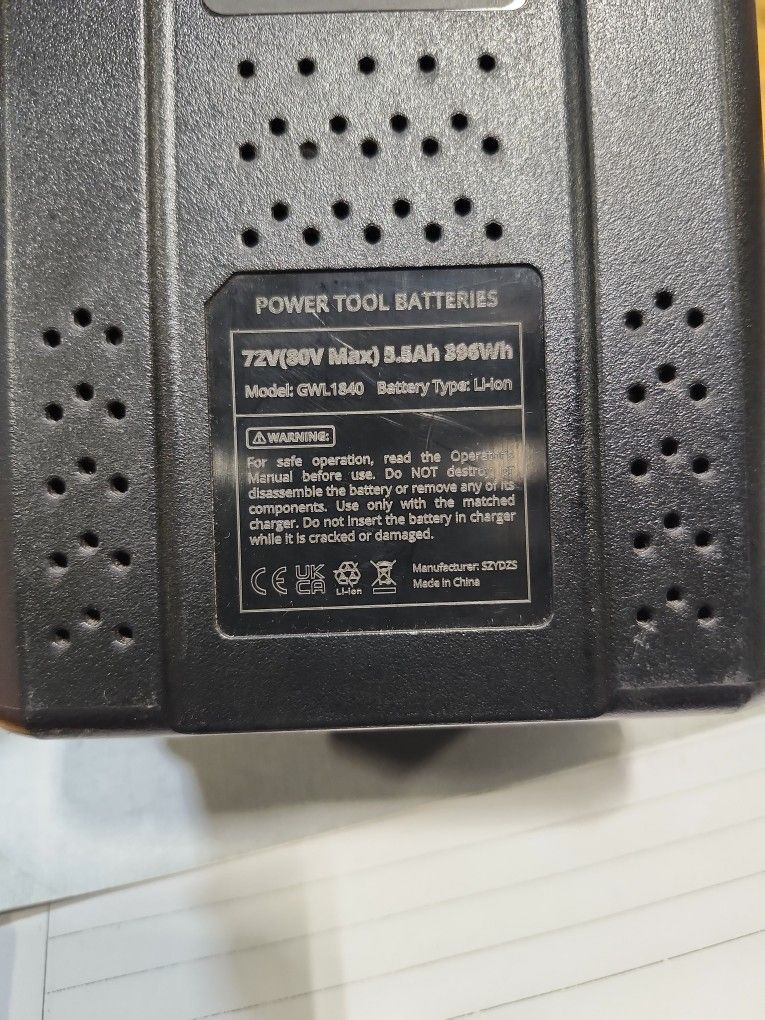 POWER TOOL BATTERIES
72V(80V Max) 5.5Ah 396Wh
Model: GWL1840 Battery Type: Li-ion
⚠ WARNING:
For safe operation, read the Operator's
Manual before use. Do NOT destroy or
disassemble the battery or remove any of its
components. Use only with the matched
charger. Do not insert the battery in charger
while it is cracked or damaged.
CE UK
CA
Li-ion
Manufacturer: SZYDZS
Made in China